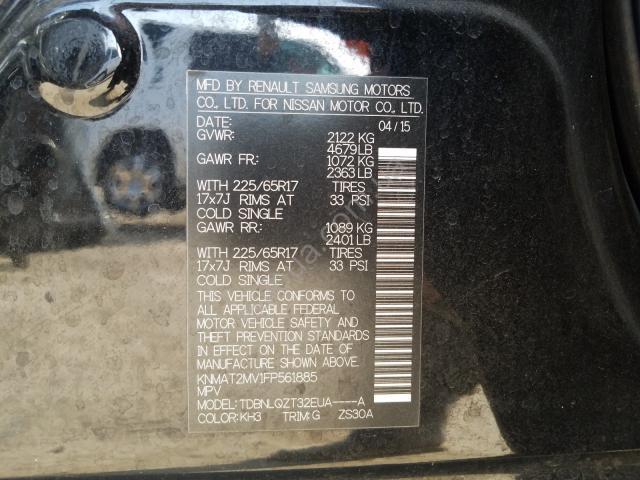 MFD BY RENAULT SAMSUNG MOTORS
CO., LTD. FOR NISSAN MOTOR CO., LTD.
DATE: 04/15
GVWR: 2122 KG
4679LB
GAWR FR: 1072 KG
2363 LB
WITH 225/65R17 TIRES
17x7J RIMS AT 33 PSI
COLD SINGLE
GAWR RR: 1089 KG
2401 LB
WITH 225/65R17 TIRES
17x7J RIMS AT 33 PSI
COLD SINGLE
THIS VEHICLE CONFORMS TO
ALL APPLICABLE FEDERAL
MOTOR VEHICLE SAFETY AND
THEFT PREVENTION STANDARDS
IN EFFECT ON THE DATE OF
MANUFACTURE SHOWN ABOVE.
KNMAT2MV1FP561885
MPV
MODEL: TDBNLQZT32EUA----A
COLOR: KH3 TRIM: G ZS30A